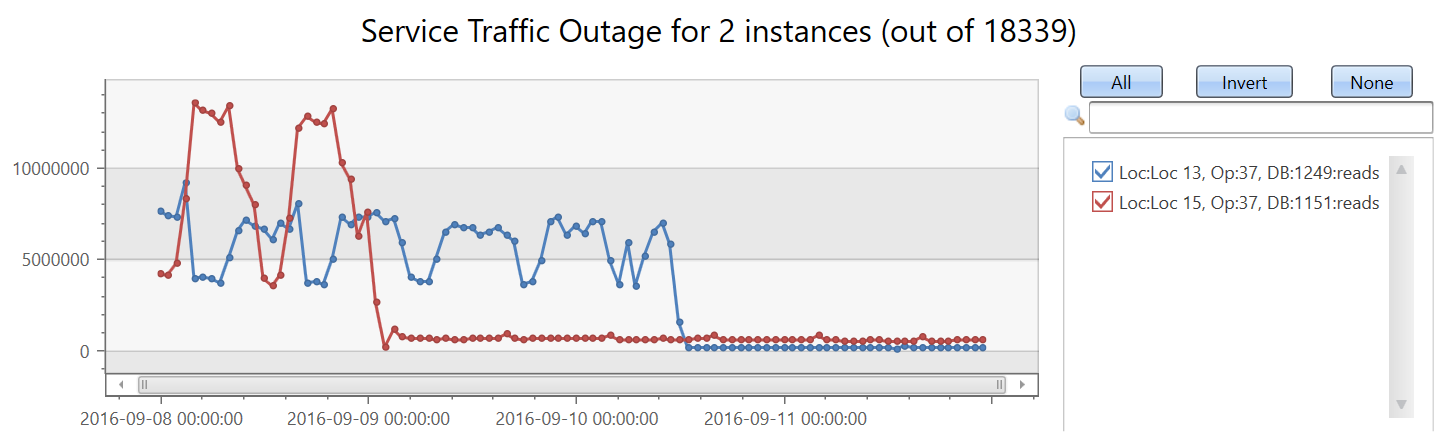 Service Traffic Outage for 2 instances (out of 18339)
All Invert None
10000000
5000000
0
Loc:Loc 13, Op:37, DB:1249:reads
Loc:Loc 15, Op:37, DB:1151:reads
2016-09-08 00:00:00 2016-09-09 00:00:00 2016-09-10 00:00:00 2016-09-11 00:00:00